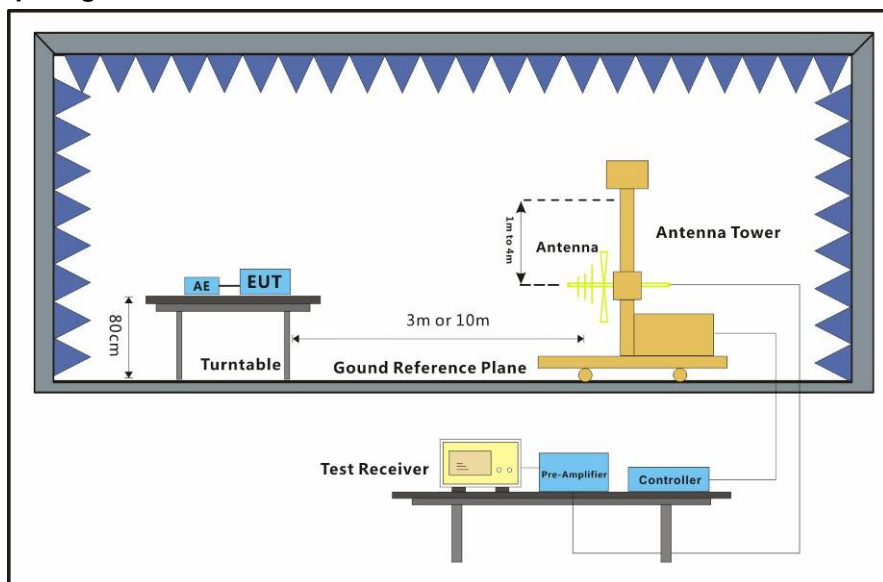 1m to 4m
Antenna
Antenna Tower
AE
EUT
80cm
3m or 10m
Turntable
Gound Reference Plane
Test Receiver
Pre-Amplifier
Controller